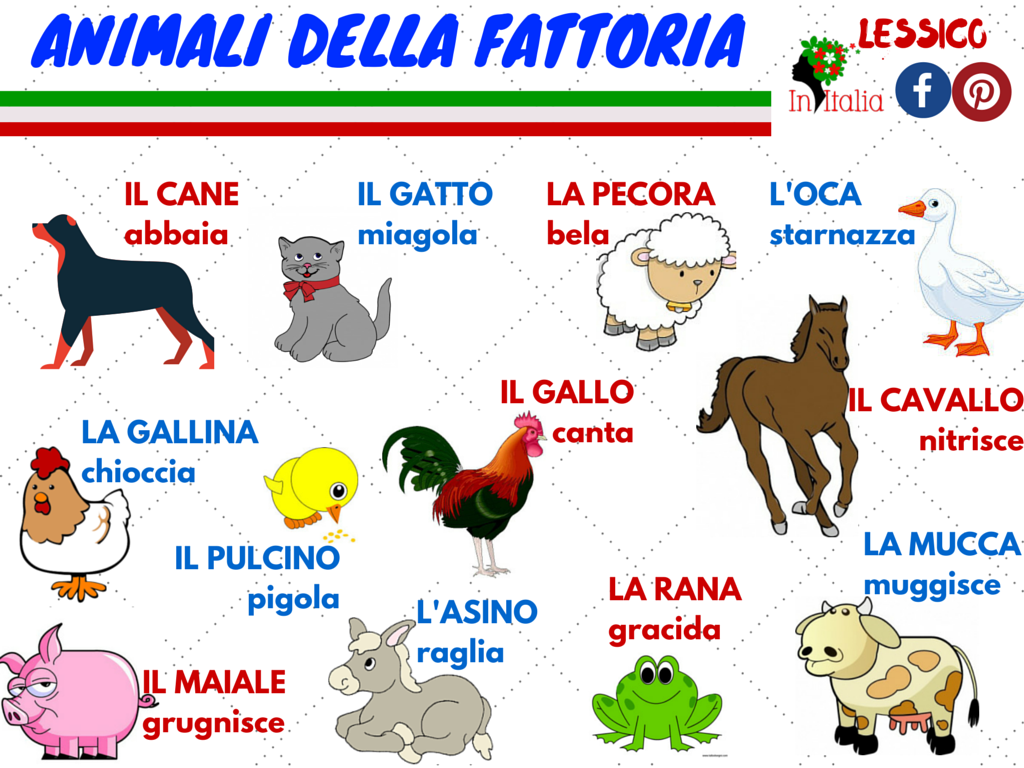 ANIMALI DELLA FATTORIA
LESSICO
In Italia
IL CANE
abbaia
IL GATTO
miagola
LA PECORA
bela
L'OCA
starnazza
IL GALLO
canta
IL CAVALLO
nitrisce
LA GALLINA
chioccia
IL PULCINO
pigola
LA MUCCA
muggisce
L'ASINO
raglia
LA RANA
gracida
IL MAIALE
grugnisce